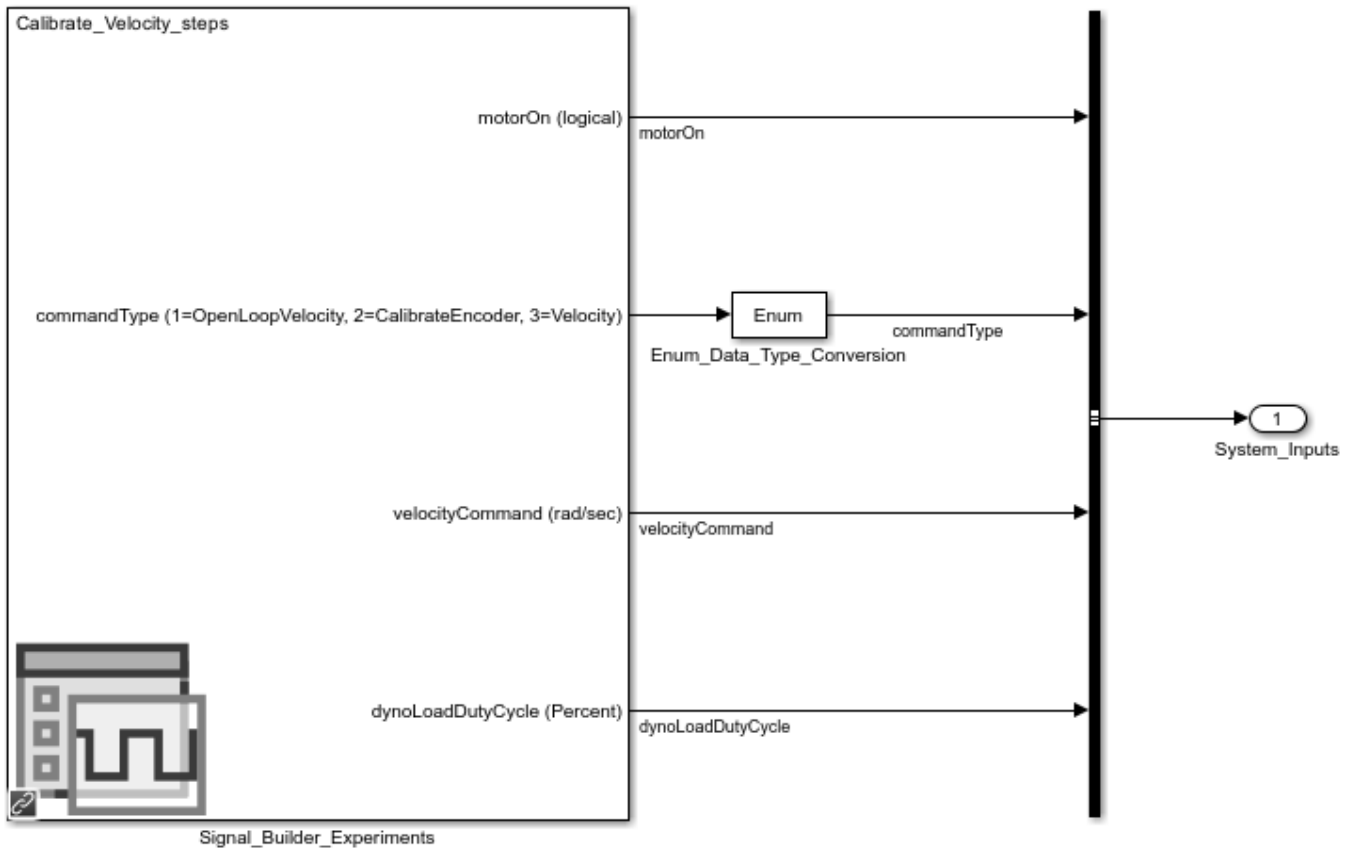 Calibrate_Velocity_steps
motorOn (logical)
motorOn
commandType (1=OpenLoopVelocity, 2=CalibrateEncoder, 3=Velocity)
Enum
commandType
Enum_Data_Type_Conversion
1
System_Inputs
velocityCommand (rad/sec)
velocityCommand
dynoLoadDutyCycle (Percent)
dynoLoadDutyCycle
Signal_Builder_Experiments